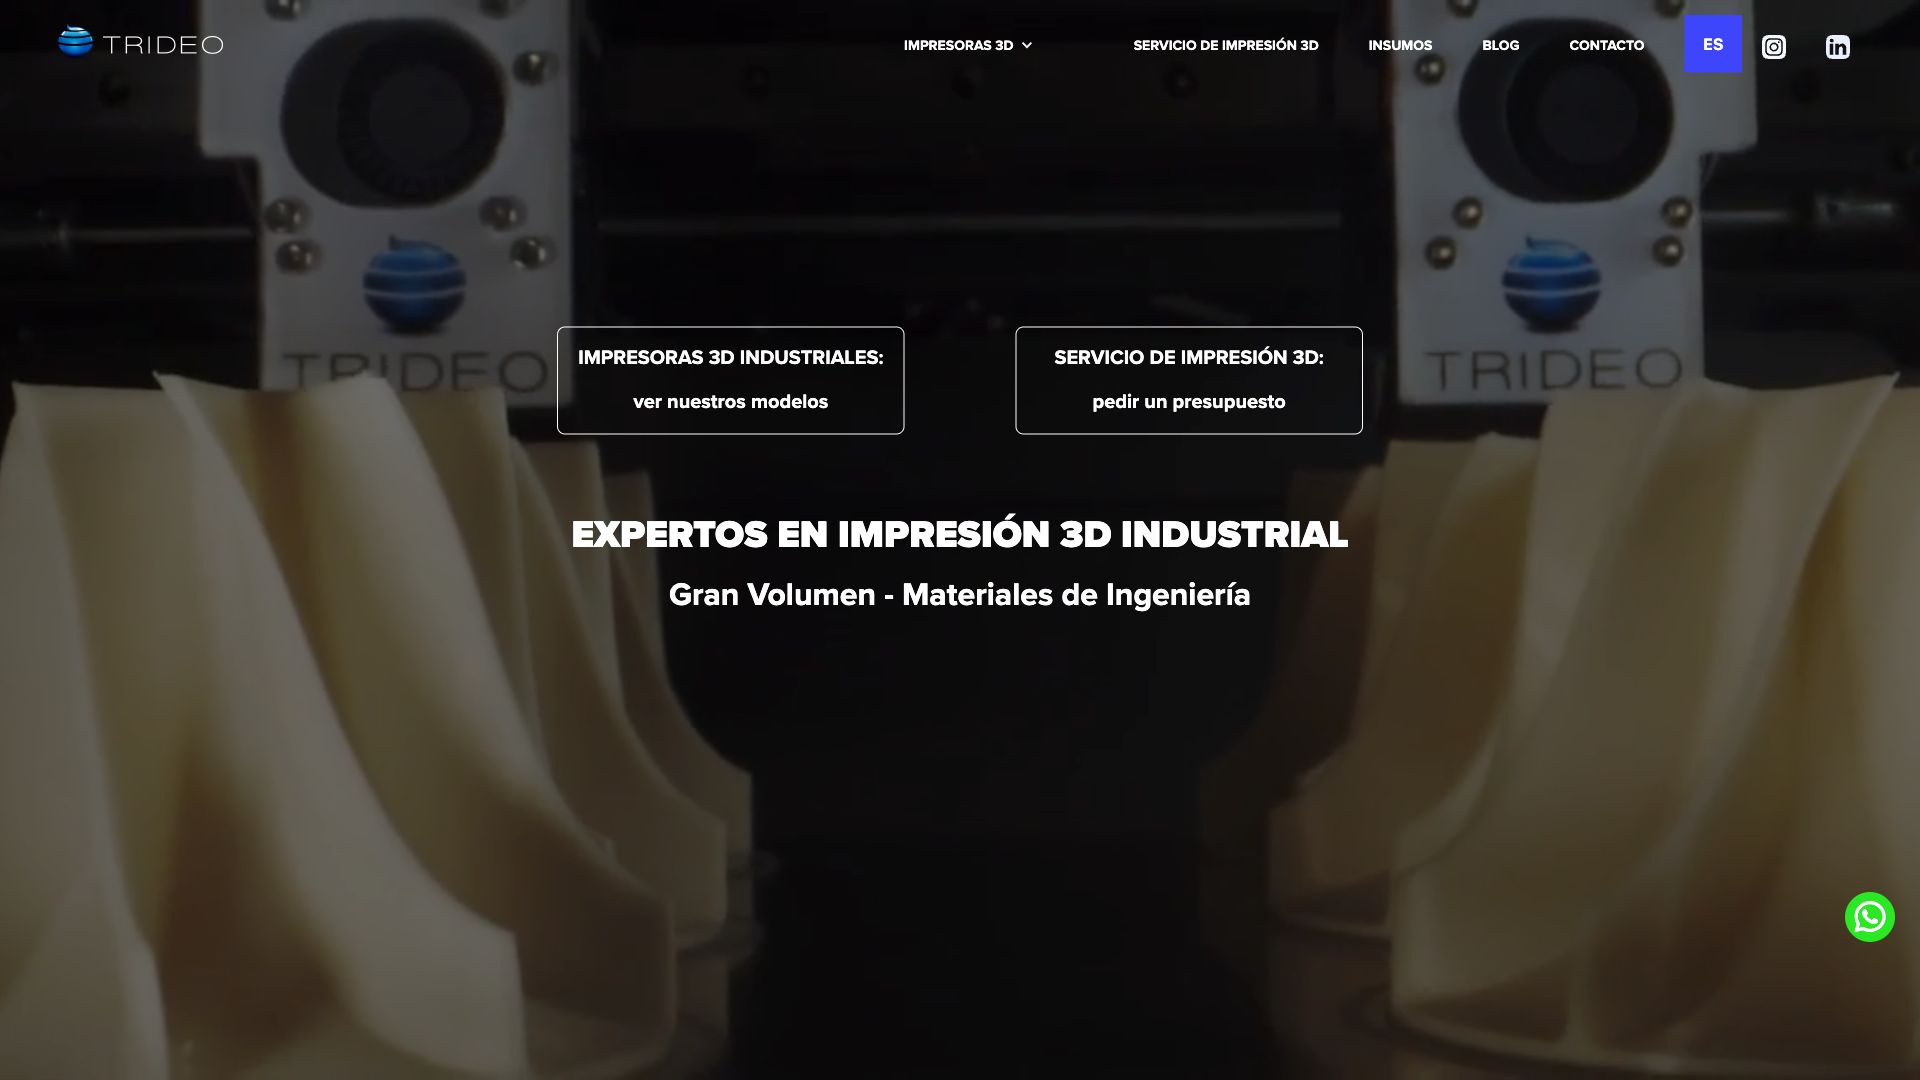 TRIDEO
IMPRESORAS 3D
SERVICIO DE IMPRESIÓN 3D
INSUMOS
BLOG
CONTACTO
ES
in
TRIDEO
TRIDEO
IMPRESORAS 3D INDUSTRIALES:
ver nuestros modelos
SERVICIO DE IMPRESIÓN 3D:
pedir un presupuesto
EXPERTOS EN IMPRESIÓN 3D INDUSTRIAL
Gran Volumen - Materiales de Ingeniería